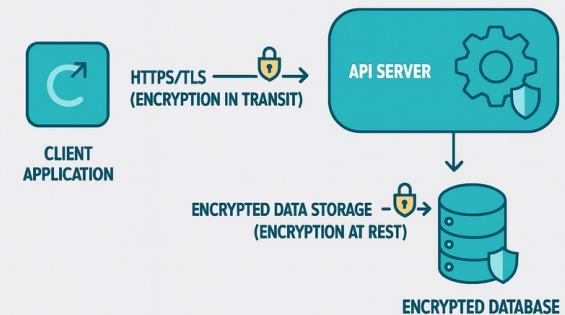 HTTPS/TLS
(ENCRYPTION IN TRANSIT)
API SERVER
CLIENT
APPLICATION
ENCRYPTED DATA STORAGE
(ENCRYPTION AT REST)
ENCRYPTED DATABASE